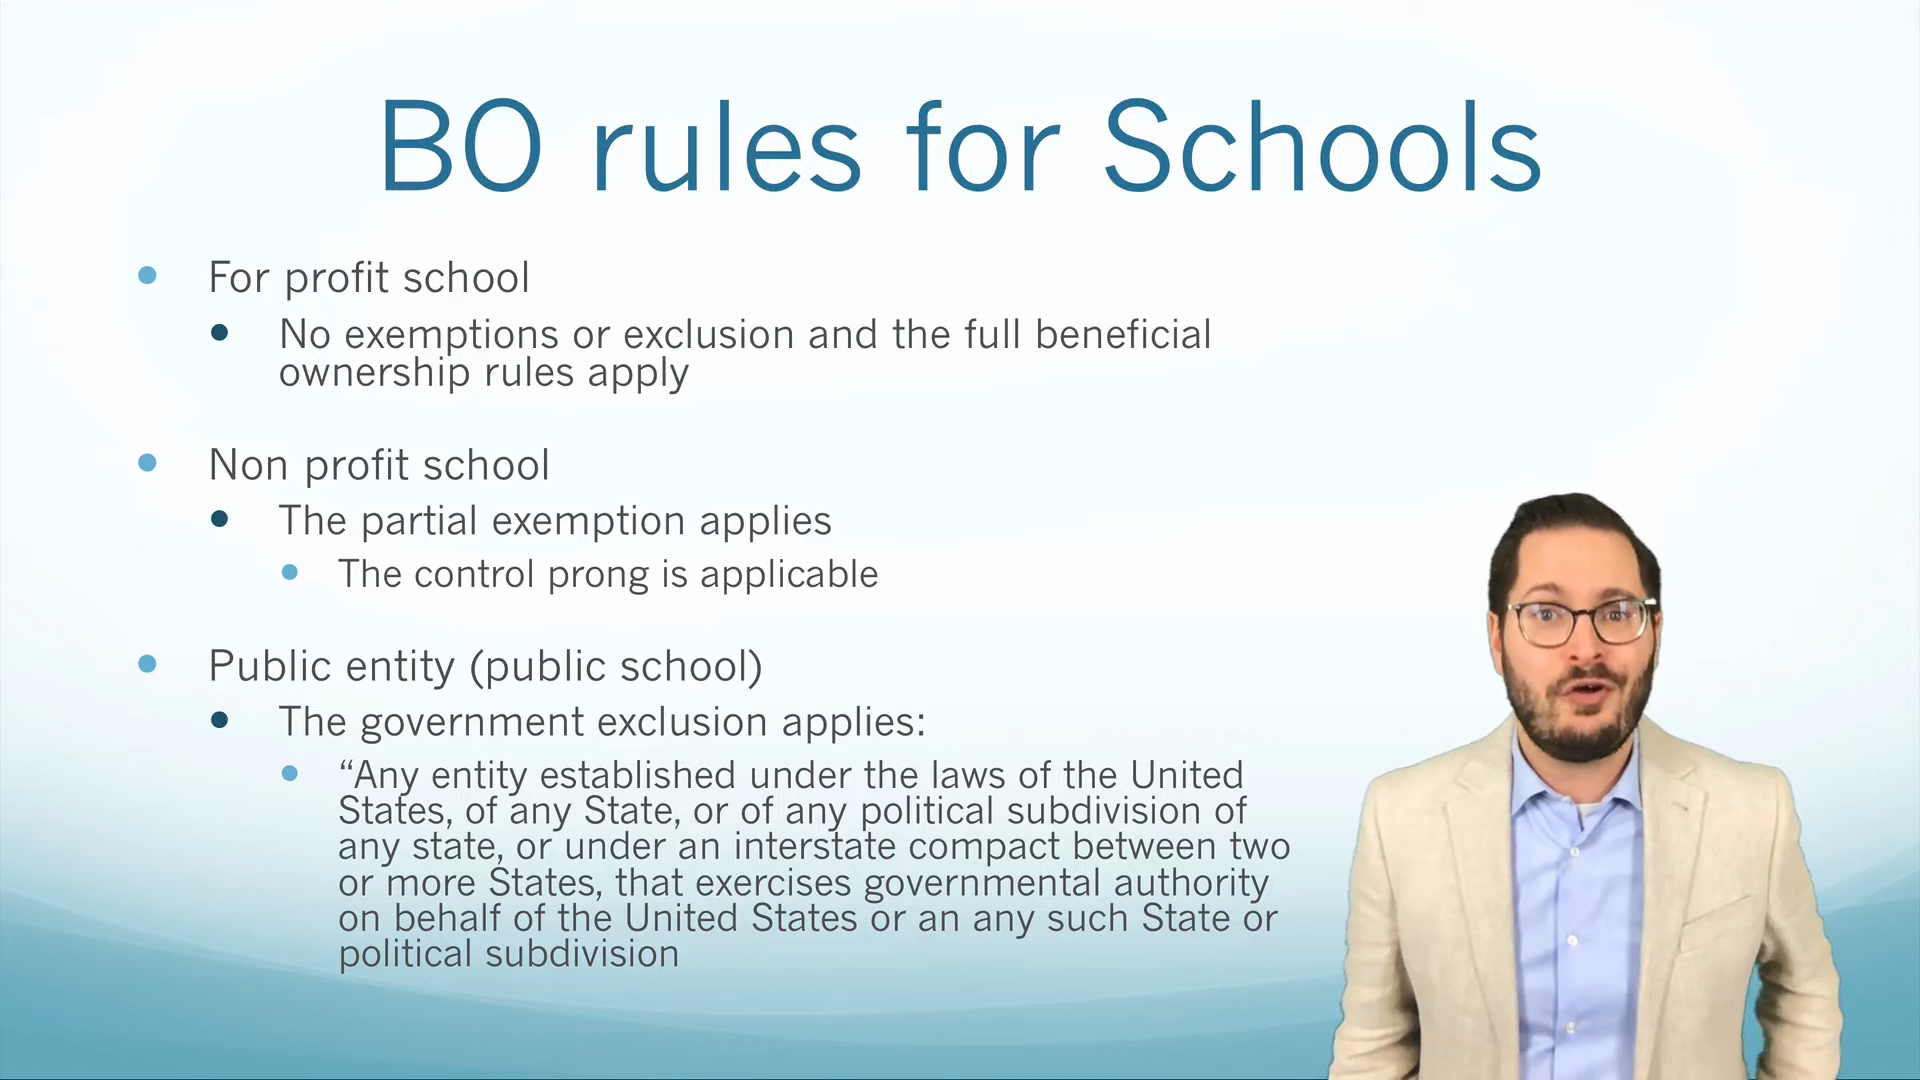 BO rules for Schools
For profit school
No exemptions or exclusion and the full beneficial
ownership rules apply
Non profit school
The partial exemption applies
The control prong is applicable
Public entity (public school)
The government exclusion applies:
“Any entity established under the laws of the United
States, of any State, or of any political subdivision of
any state, or under an interstate compact between two
or more States, that exercises governmental authority
on behalf of the United States or an any such State or
political subdivision